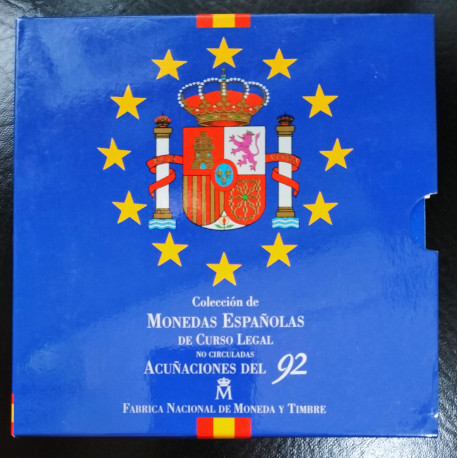 Colección de
MONEDAS ESPAÑOLAS
DE CURSO LEGAL
NO CIRCULADAS
ACUÑACIONES DEL 92
M
FABRICA NACIONAL DE MONEDA Y TIMBRE